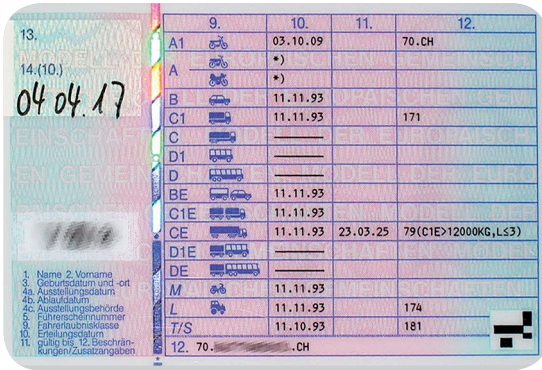 13.
14.(10.)
04 04.17
1. Name 2. Vorname
3. Geburtsdatum und -ort
4a. Ausstellungsdatum
4b. Ablaufdatum
4c. Ausstellungsbehörde
5. Führerscheinnummer
9. Fahrerlaubnisklasse
10. Erteilungsdatum
11. gültig bis 12. Beschrän-
kungen/Zusatzangaben
9. 10. 11. 12.
A1 03.10.09 70.CH
A *)
*)
B 11.11.93
C1 11.11.93 171
C
D1
D
BE 11.11.93
C1E 11.11.93
CE 11.11.93 23.03.25 79(C1E>12000KG,L≤3)
D1E
DE
M 11.11.93
L 11.11.93 174
T/S 11.10.93 181
12. 70. .CH